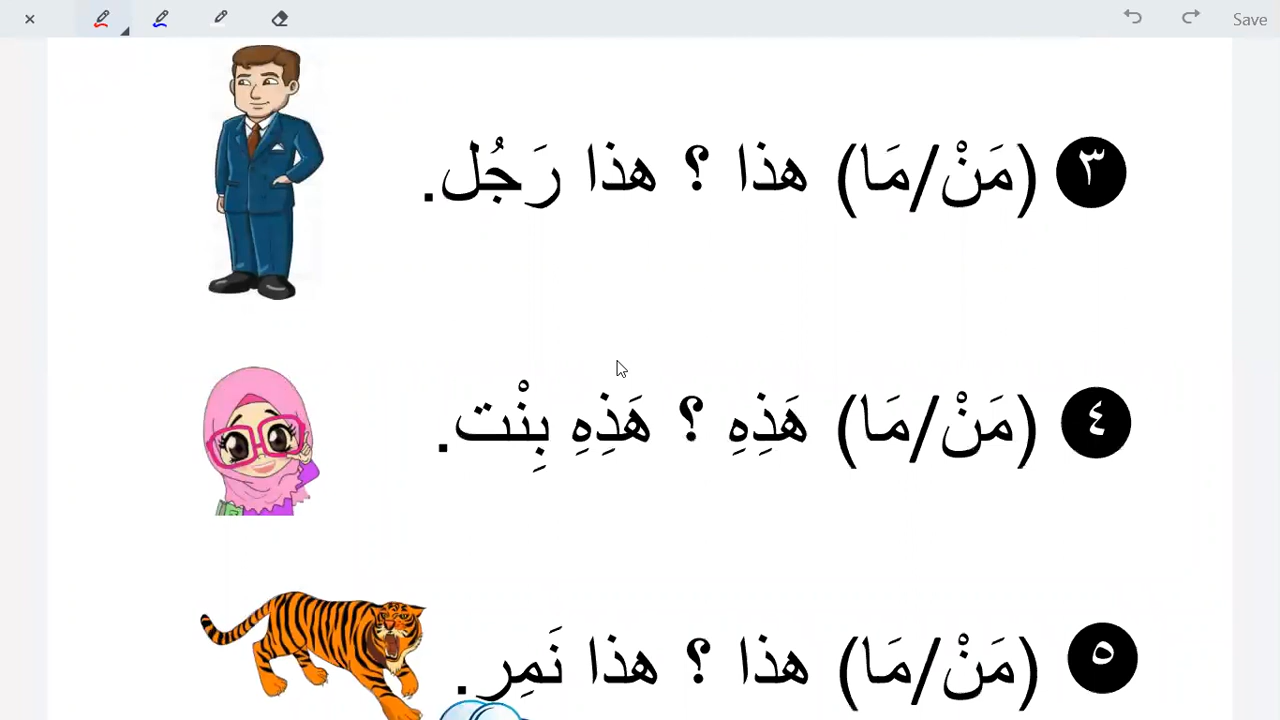 Save
٣ (مَنْ/مَا) هذا ؟ هذا رَجُل.
٤ (مَنْ/مَا) هَذِهِ ؟ هَذِهِ بِنْت.
٥ (مَنْ/مَا) هذا ؟ هذا نَمِر.